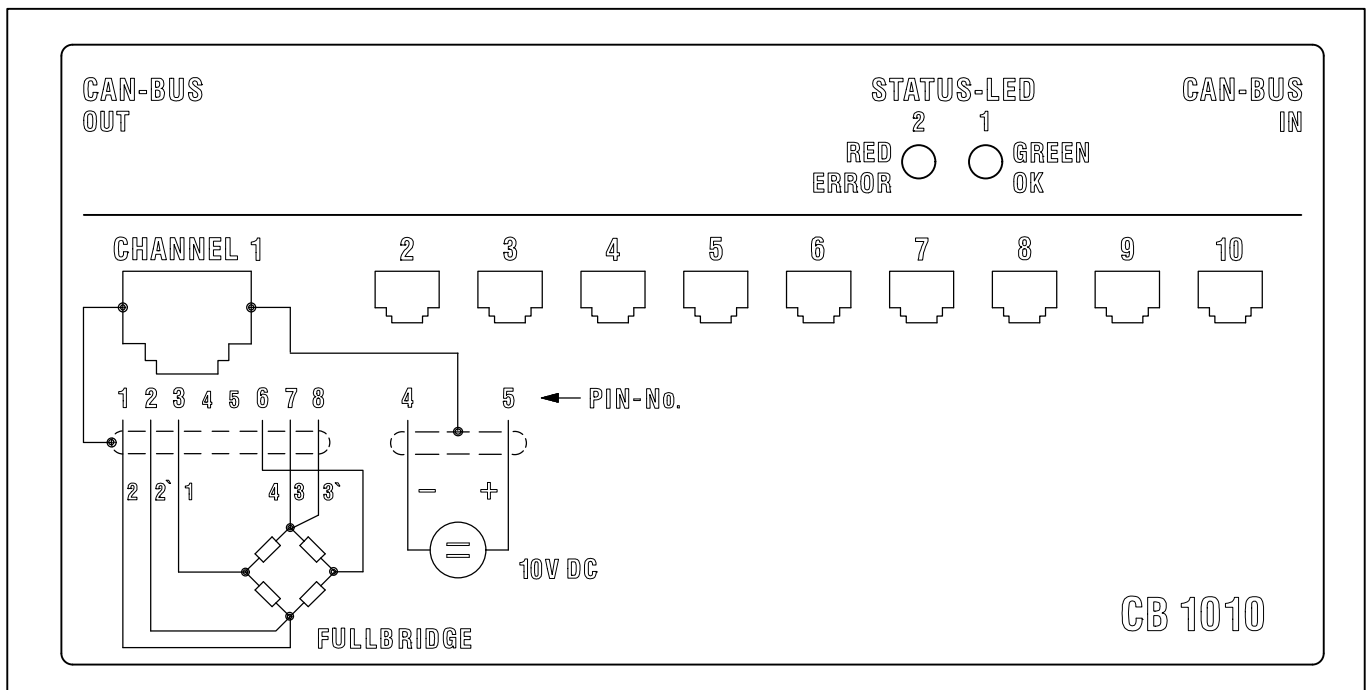 CAN-BUS
OUT
STATUS-LED
2 1
RED
ERROR
GREEN
OK
CAN-BUS
IN
CHANNEL 1
2 3 4 5 6 7 8 9 10
1 2 3 4 5 6 7 8
4 5 PIN-No.
2 2` 1 4 3 3`
- +
10V DC
FULLBRIDGE
CB 1010